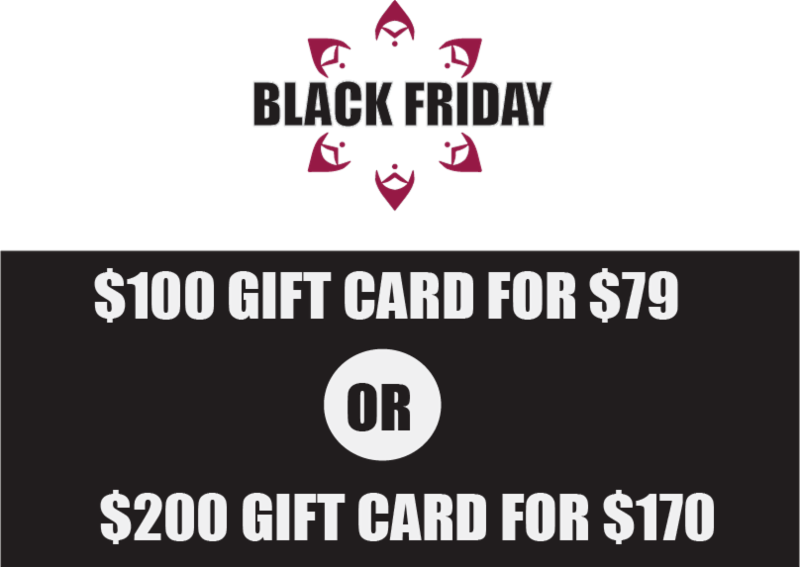 BLACK FRIDAY
$100 GIFT CARD FOR $79
OR
$200 GIFT CARD FOR $170